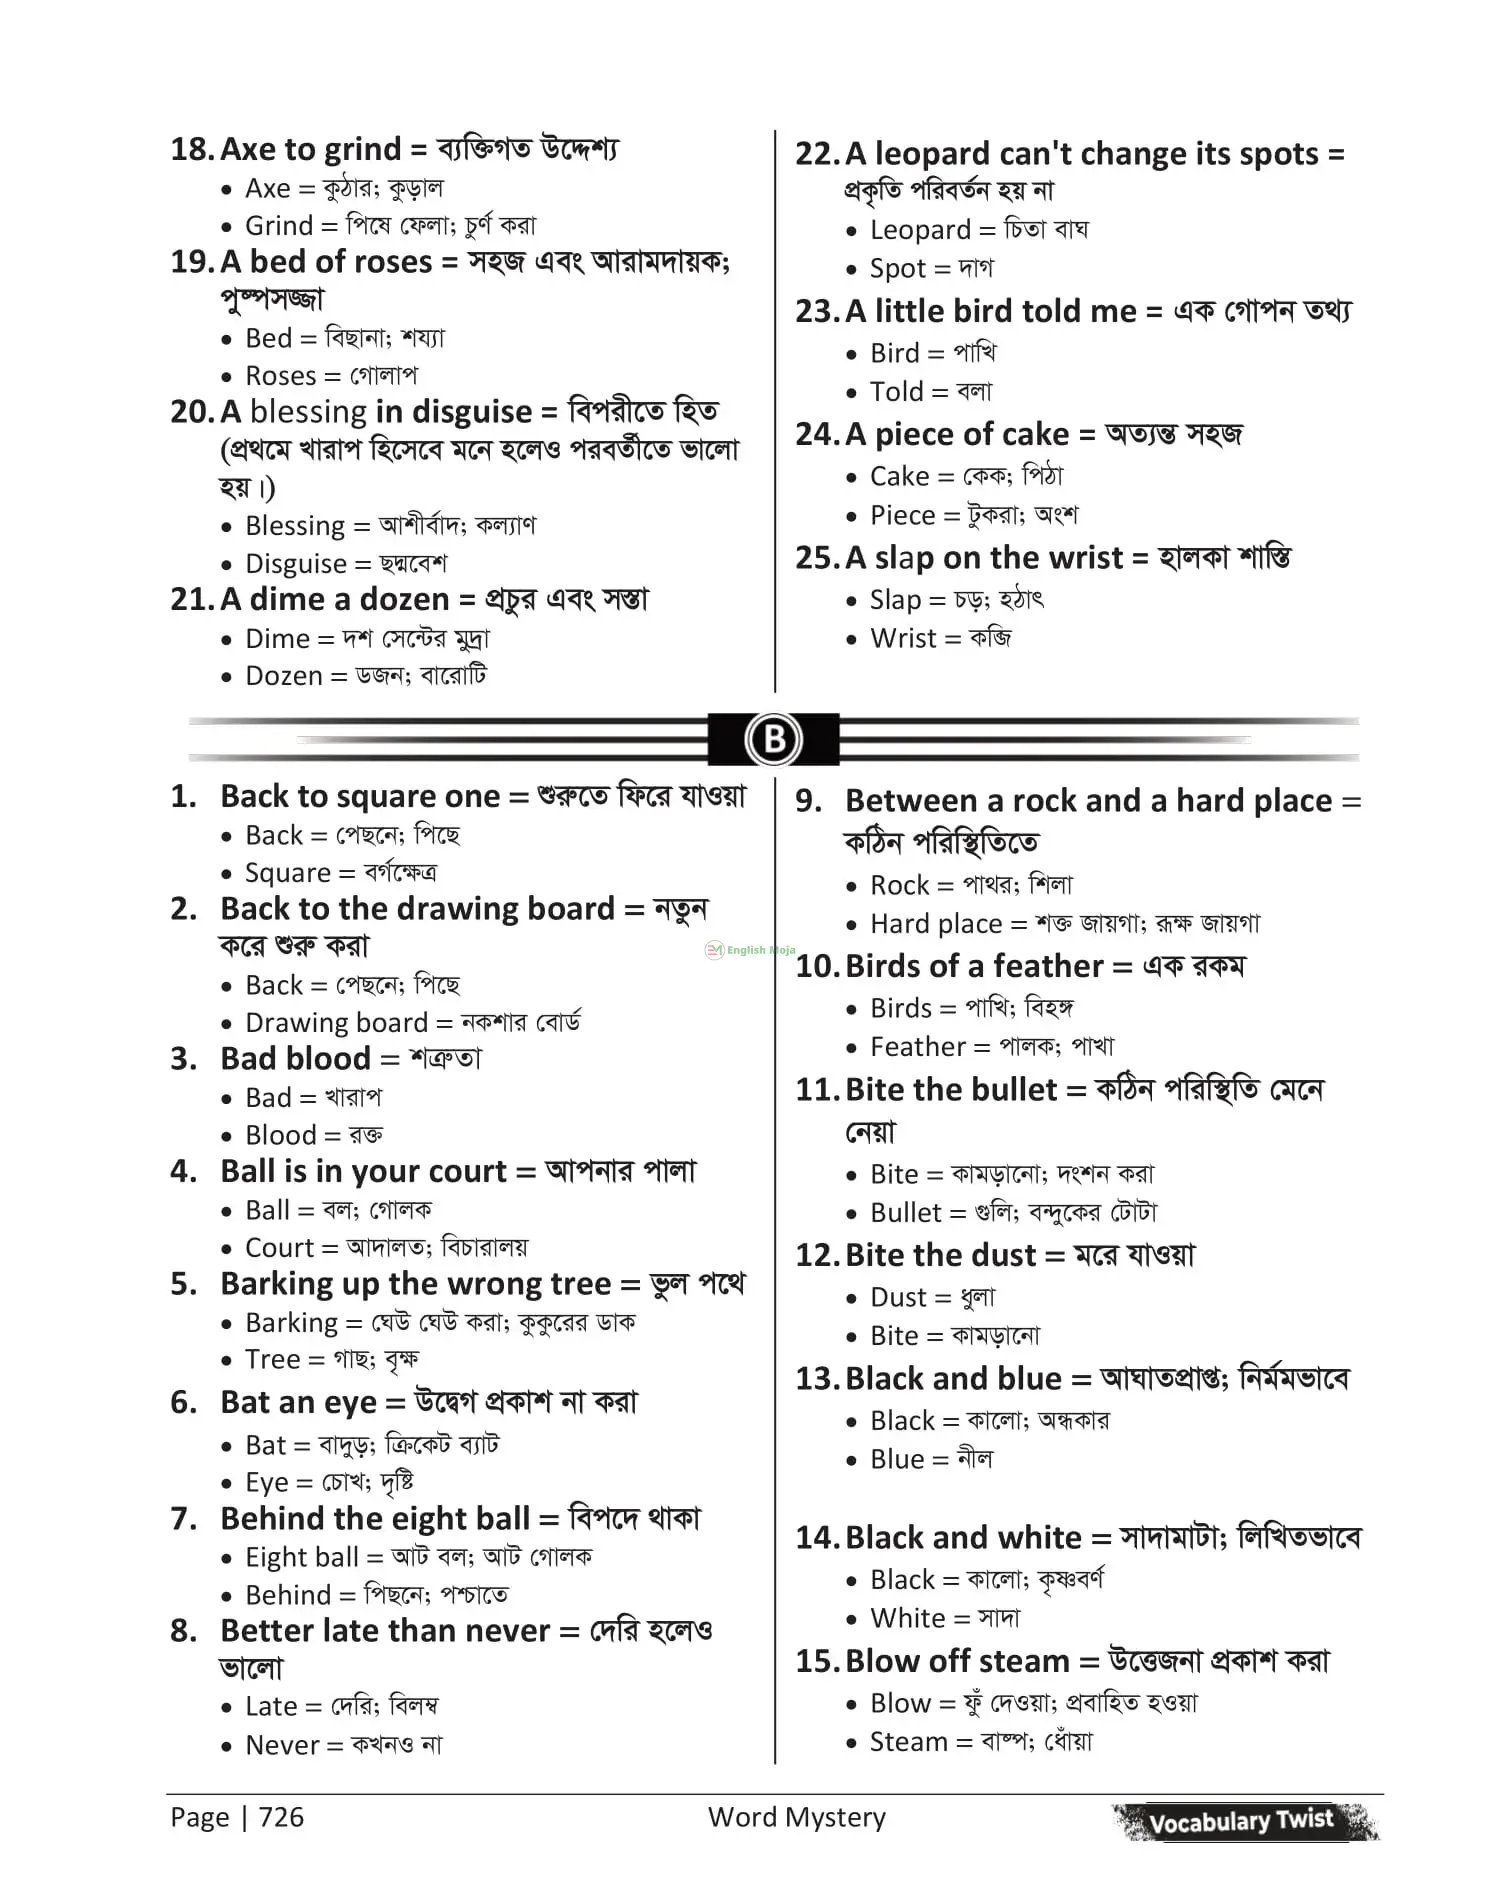 18. Axe to grind = ব্যক্তিগত উদ্দেশ্য
• Axe = কুঠার; কুড়াল
• Grind = পিষে ফেলা; চুর্ণ করা
19. A bed of roses = সহজ এবং আরামদায়ক;
পুষ্পসজ্জা
• Bed = বিছানা; শয্যা
• Roses = গোলাপ
20. A blessing in disguise = বিপরীতে হিত
(প্রথমে খারাপ হিসেবে মনে হলেও পরবর্তীতে ভালো
হয়।)
• Blessing = আশীর্বাদ; কল্যাণ
• Disguise = ছদ্মবেশ
21. A dime a dozen = প্রচুর এবং সস্তা
• Dime = দশ সেন্টের মুদ্রা
• Dozen = ডজন; বারোটি
22. A leopard can't change its spots =
প্রকৃতি পরিবর্তন হয় না
• Leopard = চিতা বাঘ
• Spot = দাগ
23. A little bird told me = এক গোপন তথ্য
• Bird = পাখি
• Told = বলা
24. A piece of cake = অত্যন্ত সহজ
• Cake = কেক; পিঠা
• Piece = টুকরা; অংশ
25. A slap on the wrist = হালকা শাস্তি
• Slap = চড়; হঠাৎ
• Wrist = কব্জি
B
1. Back to square one = শুরুতে ফিরে যাওয়া
• Back = পেছনে; পিছে
• Square = বর্গক্ষেত্র
2. Back to the drawing board = নতুন
করে শুরু করা
• Back = পেছনে; পিছে
• Drawing board = নকশার বোর্ড
3. Bad blood = শত্রুতা
• Bad = খারাপ
• Blood = রক্ত
4. Ball is in your court = আপনার পালা
• Ball = বল; গোলক
• Court = আদালত; বিচারালয়
5. Barking up the wrong tree = ভুল পথে
• Barking = ঘেউ ঘেউ করা; কুকুরের ডাক
• Tree = গাছ; বৃক্ষ
6. Bat an eye = উদ্বেগ প্রকাশ না করা
• Bat = বাদুড়; ক্রিকেট ব্যাট
• Eye = চোখ; দৃষ্টি
7. Behind the eight ball = বিপদে থাকা
• Eight ball = আট বল; আট গোলক
• Behind = পিছনে; পশ্চাতে
8. Better late than never = দেরি হলেও
ভালো
• Late = দেরি; বিলম্ব
• Never = কখনও না
English Moja
9. Between a rock and a hard place =
কঠিন পরিস্থিতিতে
• Rock = পাথর; শিলা
• Hard place = শক্ত জায়গা; রূক্ষ জায়গা
10. Birds of a feather = এক রকম
• Birds = পাখি; বিহঙ্গ
• Feather = পালক; পাখা
11. Bite the bullet = কঠিন পরিস্থিতি মেনে
নেয়া
• Bite = কামড়ানো; দংশন করা
• Bullet = গুলি; বন্দুকের টোটা
12. Bite the dust = মরে যাওয়া
• Dust = ধুলা
• Bite = কামড়ানো
13. Black and blue = আঘাতপ্রাপ্ত; নির্মমভাবে
• Black = কালো; অন্ধকার
• Blue = নীল
14. Black and white = সাদামাটা; লিখিতভাবে
• Black = কালো; কৃষ্ণবর্ণ
• White = সাদা
15. Blow off steam = উত্তেজনা প্রকাশ করা
• Blow = ফুঁ দেওয়া; প্রবাহিত হওয়া
• Steam = বাষ্প; ধোঁয়া
Page | 726
Word Mystery
Vocabulary Twist